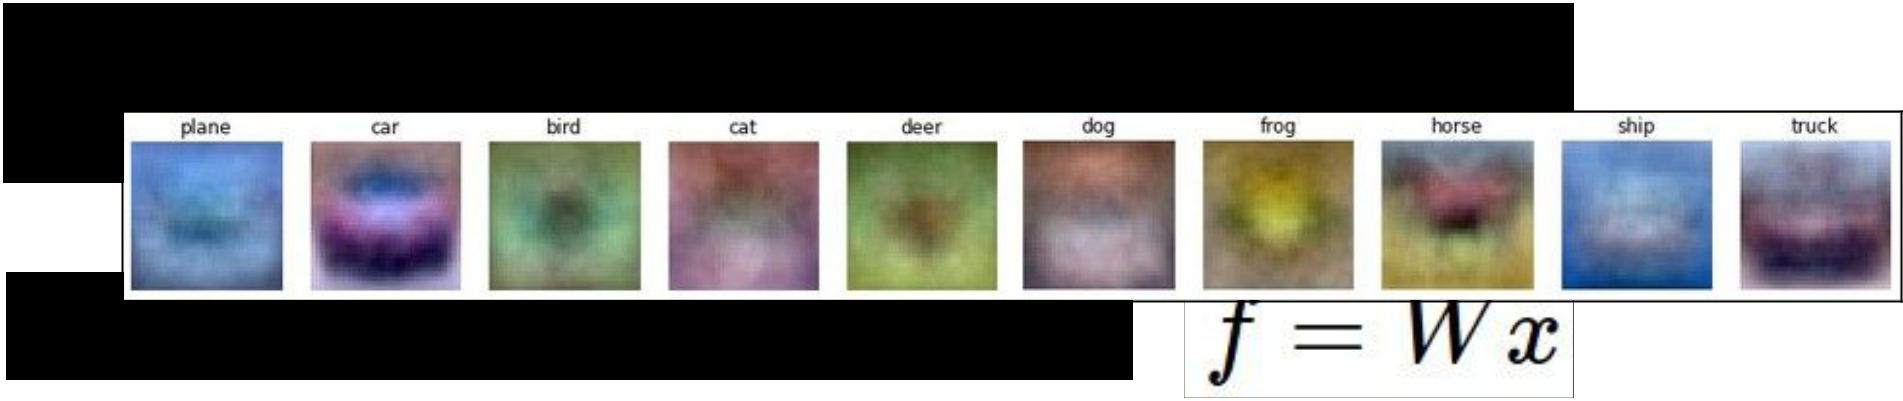 plane car bird cat deer dog frog horse ship truck
f = Wx